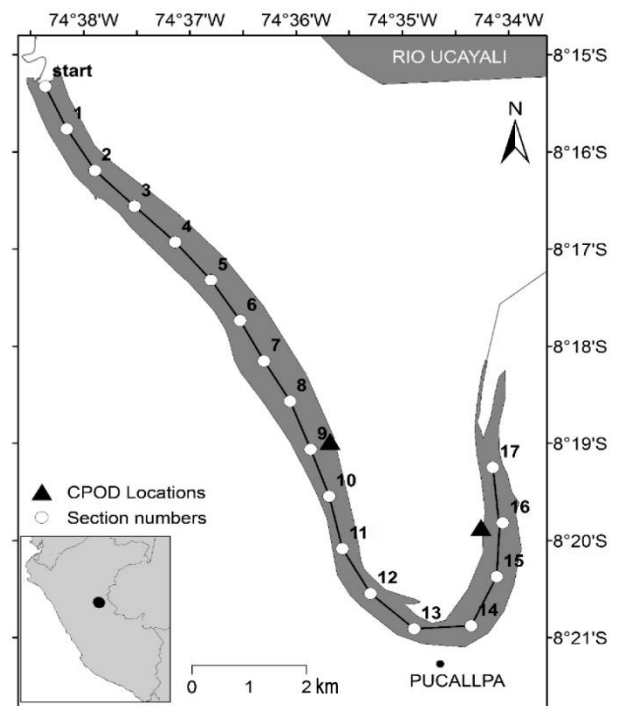 74°38'W 74°37'W 74°36'W 74°35'W 74°34'W
8°15'S
RIO UCAYALI
start
N
1
8°16'S
2
3
4
8°17'S
5
6
7
8°18'S
8
9
8°19'S
17
10
CPOD Locations
Section numbers
16
11
8°20'S
15
12
13
14
8°21'S
PUCALLPA
0 1 2 km